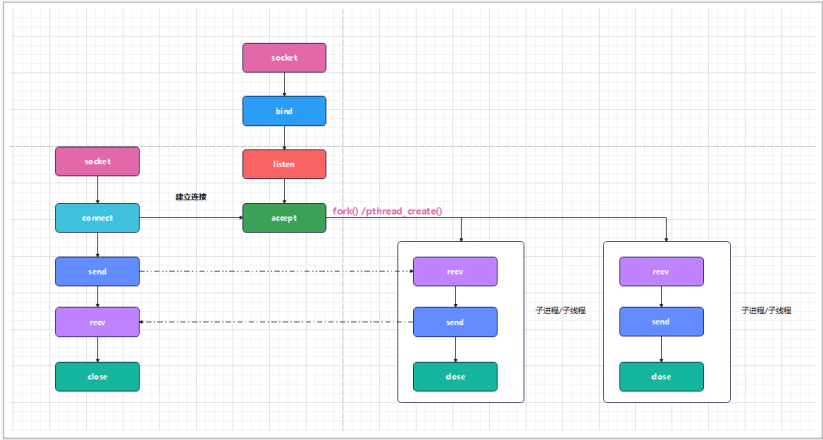 socket
bind
listen
socket
建立连接
connect
accept
fork() /pthread_create()
send
recv
recv
子进程/子线程
子进程/子线程
recv
send
send
close
close
close